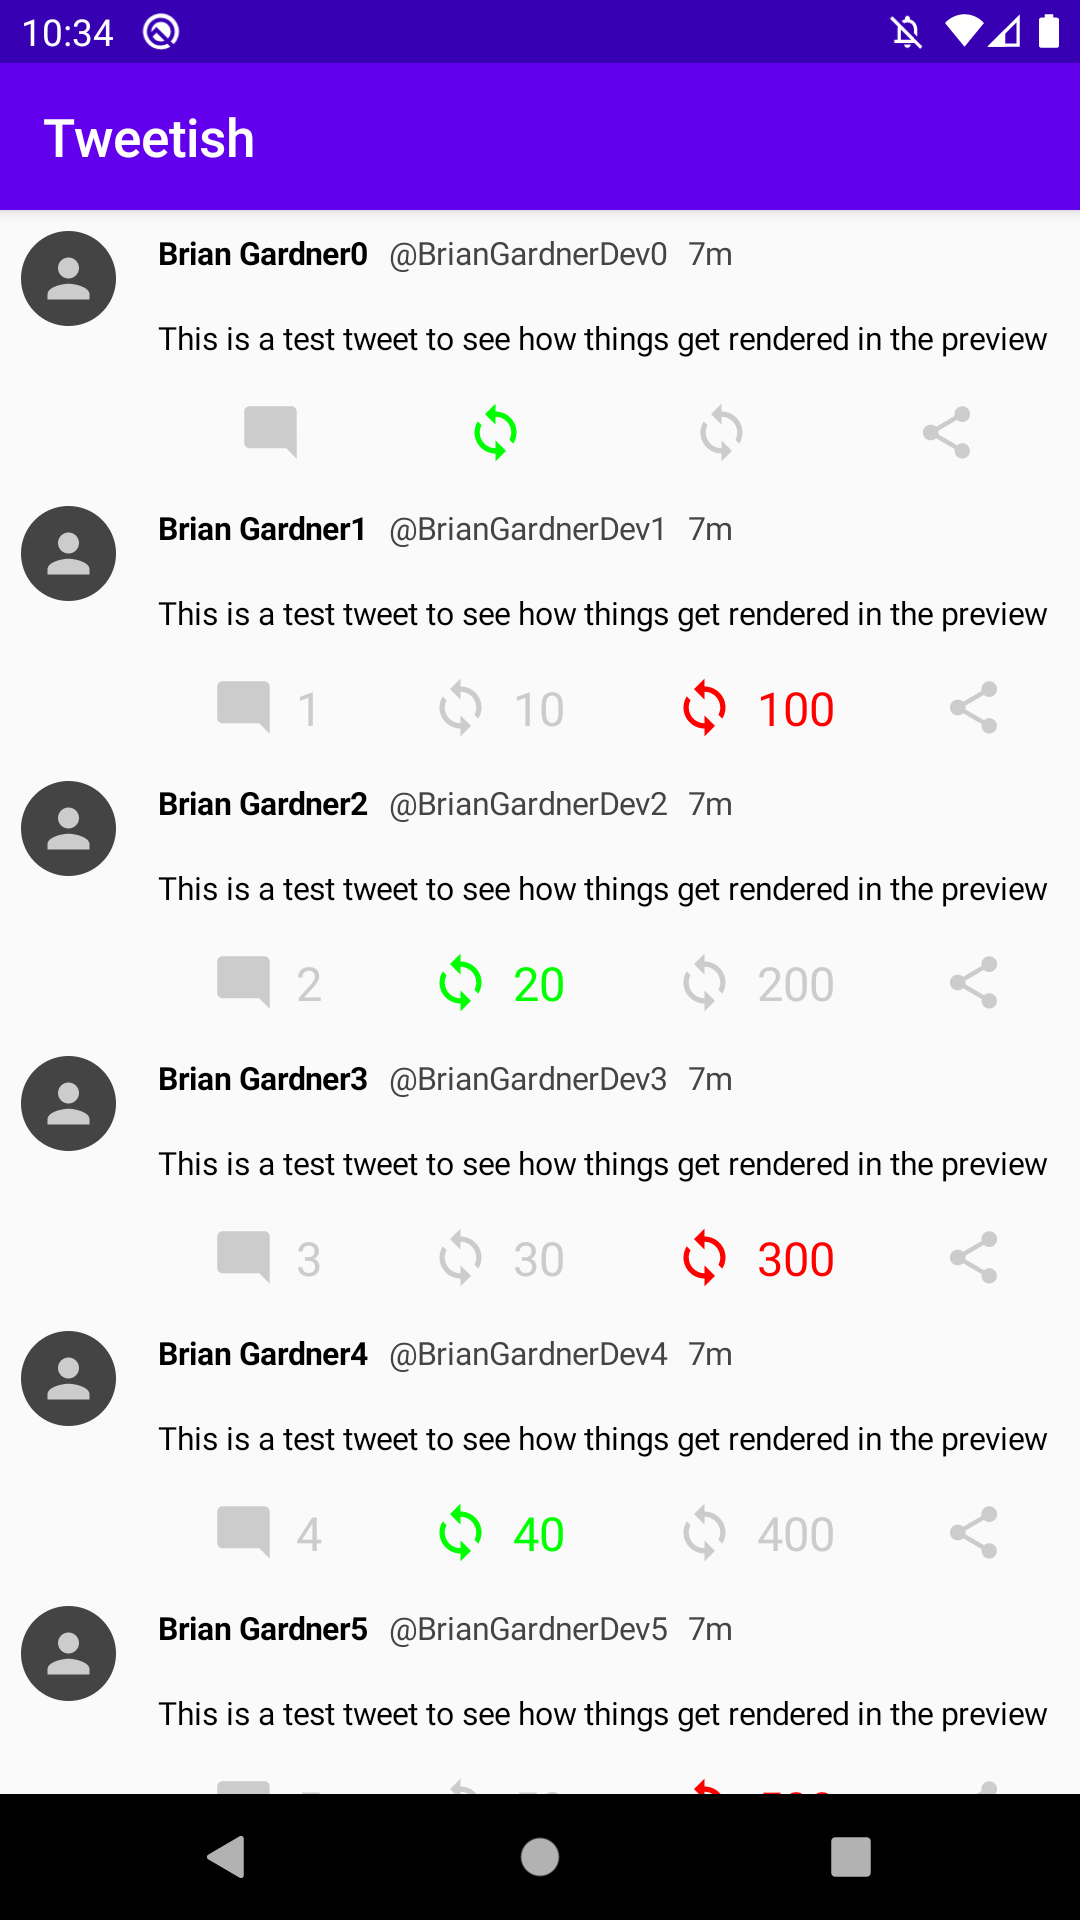 10:34
Tweetish
Brian Gardner0 @BrianGardnerDev0 7m
This is a test tweet to see how things get rendered in the preview
Brian Gardner1 @BrianGardnerDev1 7m
This is a test tweet to see how things get rendered in the preview
1 10 100
Brian Gardner2 @BrianGardnerDev2 7m
This is a test tweet to see how things get rendered in the preview
2 20 200
Brian Gardner3 @BrianGardnerDev3 7m
This is a test tweet to see how things get rendered in the preview
3 30 300
Brian Gardner4 @BrianGardnerDev4 7m
This is a test tweet to see how things get rendered in the preview
4 40 400
Brian Gardner5 @BrianGardnerDev5 7m
This is a test tweet to see how things get rendered in the preview